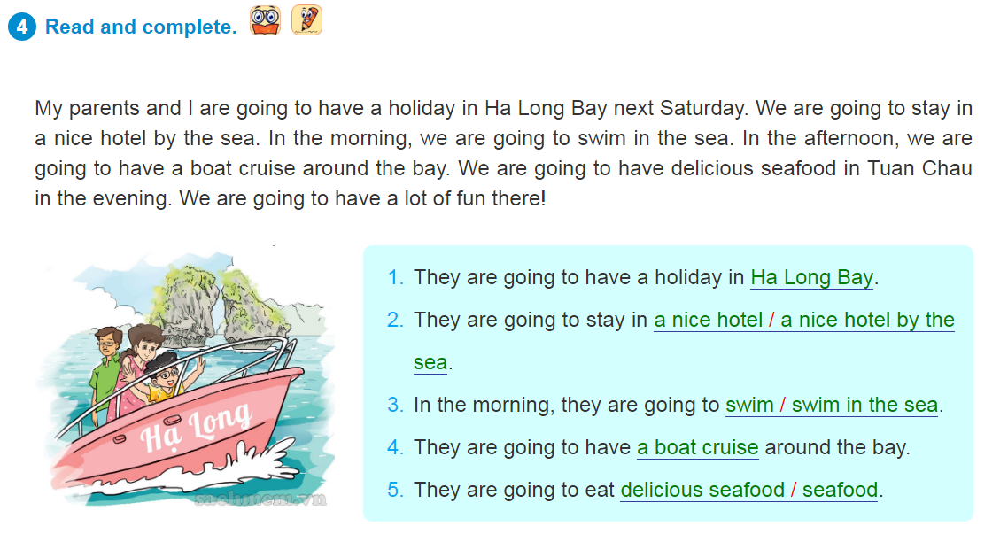 4 Read and complete.
My parents and I are going to have a holiday in Ha Long Bay next Saturday. We are going to stay in
a nice hotel by the sea. In the morning, we are going to swim in the sea. In the afternoon, we are
going to have a boat cruise around the bay. We are going to have delicious seafood in Tuan Chau
in the evening. We are going to have a lot of fun there!
Hạ Long
sachmem.vn
1. They are going to have a holiday in Ha Long Bay.
2. They are going to stay in a nice hotel / a nice hotel by the
sea.
3. In the morning, they are going to swim / swim in the sea.
4. They are going to have a boat cruise around the bay.
5. They are going to eat delicious seafood / seafood.